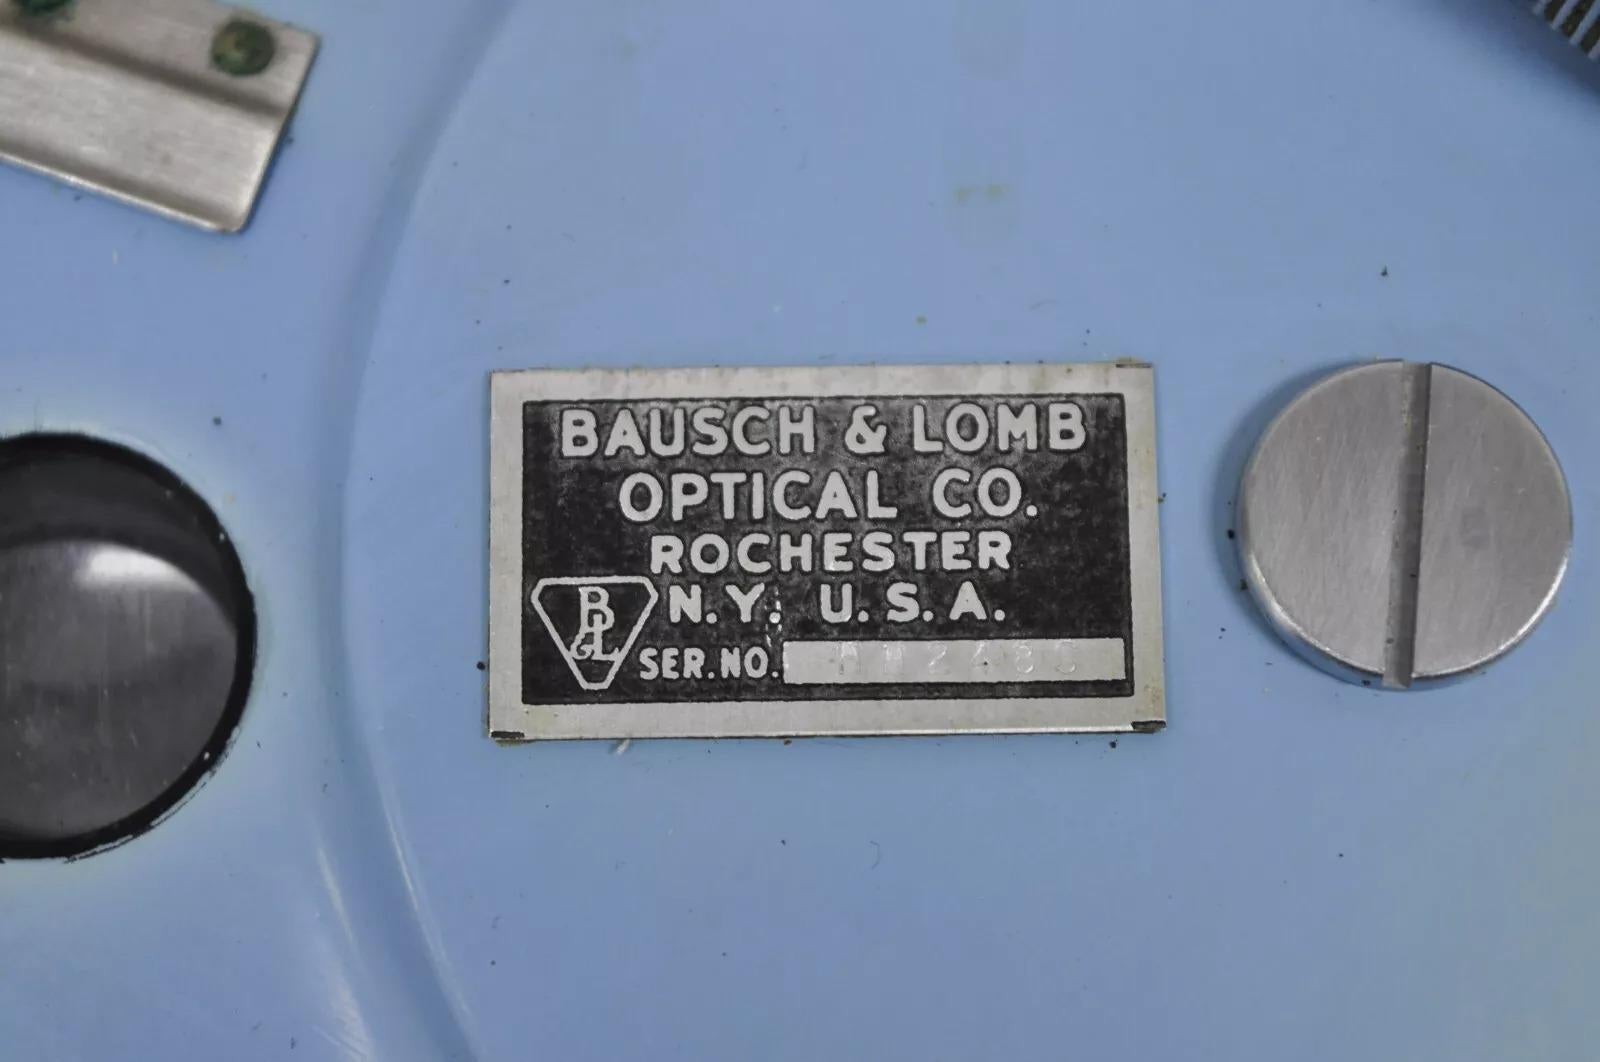 BAUSCH & LOMB
OPTICAL CO.
ROCHESTER
N.Y. U.S.A.
B&L
SER.NO.